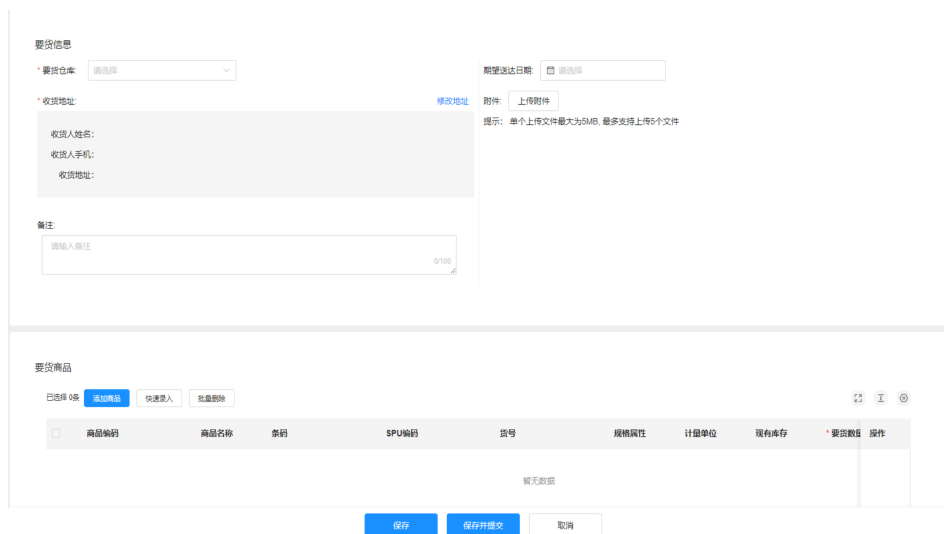 要货信息
* 要货仓库: 请选择
期望送达日期: 请选择
* 收货地址: 修改地址
附件: 上传附件
提示: 单个上传文件最大为5MB, 最多支持上传5个文件
收货人姓名:
收货人手机:
收货地址:
备注:
请输入备注
0/100
要货商品
已选择 0条 添加商品 快速录入 批量删除
商品编码 商品名称 条码 SPU编码 货号 规格属性 计量单位 现有库存 * 要货数量 操作
暂无数据
保存 保存并提交 取消